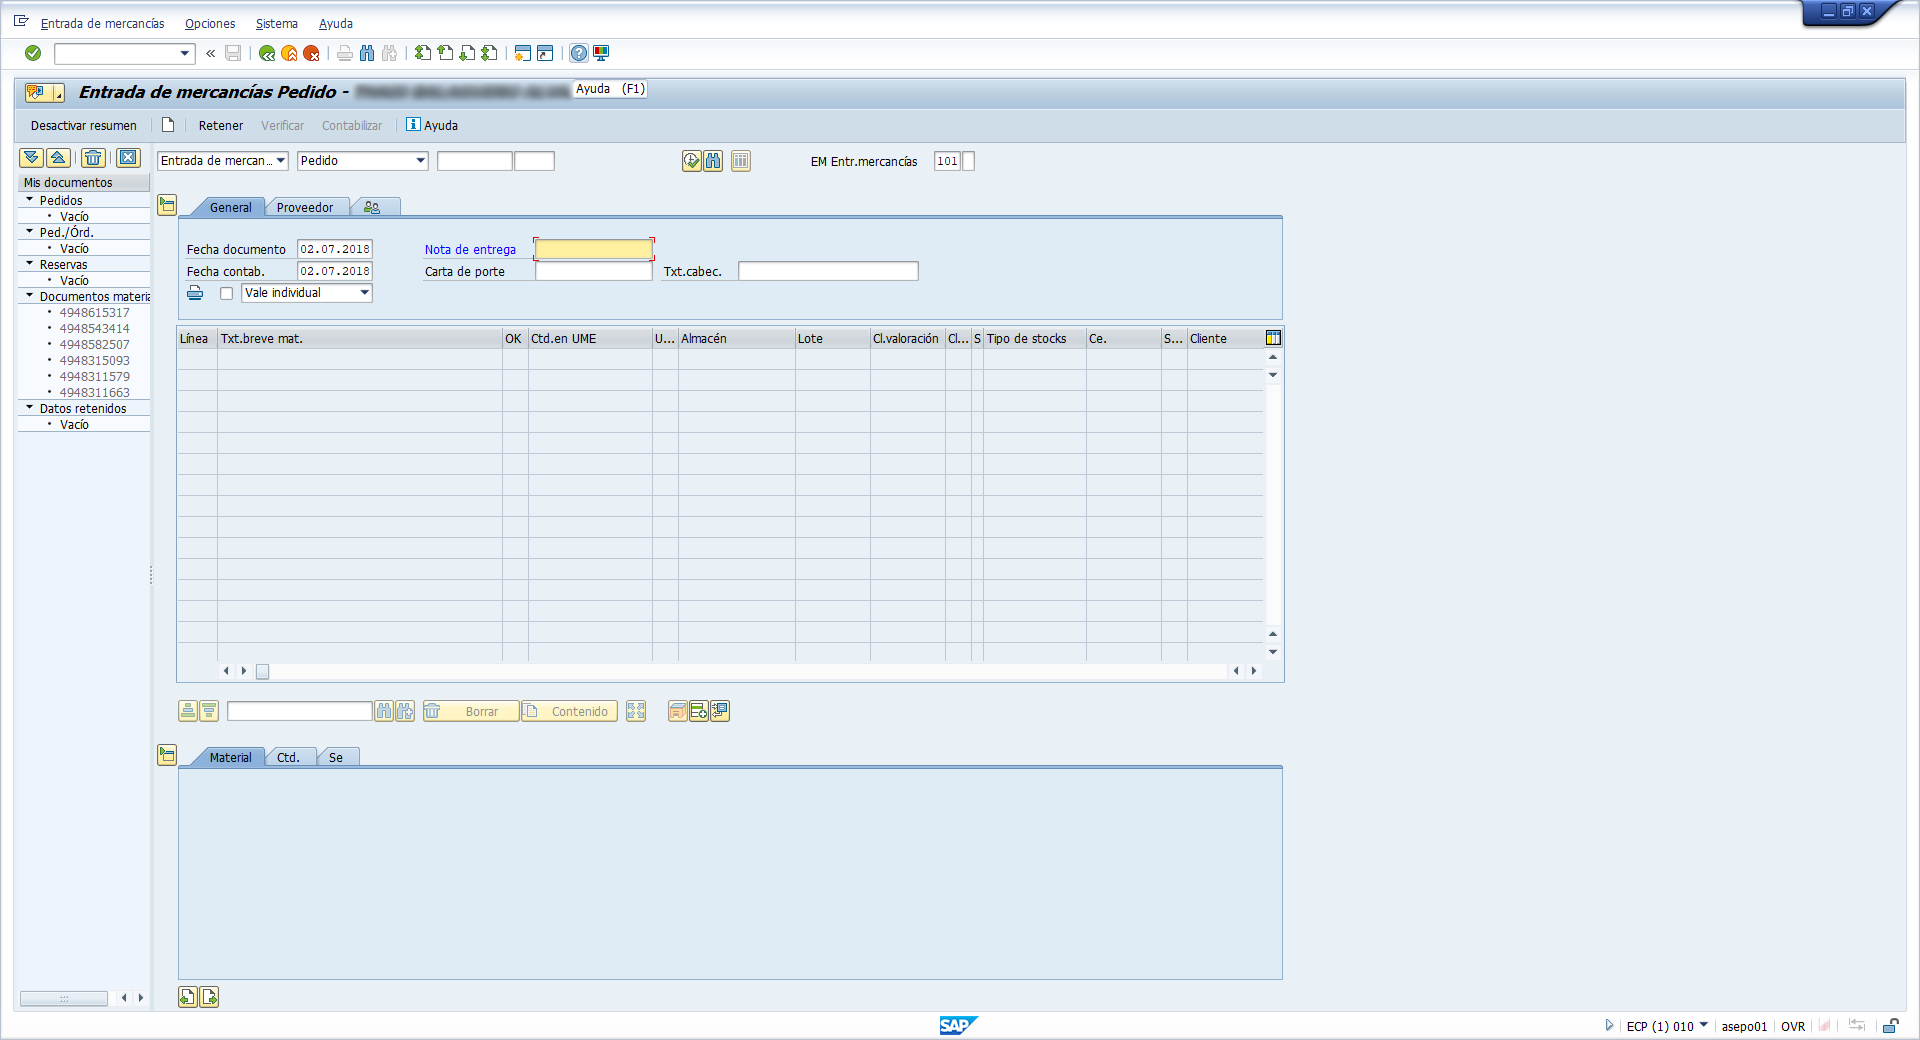 Entrada de mercancías Opciones Sistema Ayuda
«
Entrada de mercancías Pedido -
Ayuda (F1)
Desactivar resumen Retener Verificar Contabilizar Ayuda
Entrada de mercan... Pedido EM Entr.mercancías 101
Mis documentos
Pedidos
Vacío
Ped./Órd.
Vacío
Reservas
Vacío
Documentos materia
4948615317
4948543414
4948582507
4948315093
4948311579
4948311663
Datos retenidos
Vacío
General Proveedor
Fecha documento 02.07.2018 Nota de entrega
Fecha contab. 02.07.2018 Carta de porte Txt.cabec.
Vale individual
Línea Txt.breve mat. OK Ctd.en UME U... Almacén Lote Cl.valoración Cl... S Tipo de stocks Ce. S... Cliente
Borrar Contenido
Material Ctd. Se
SAP
ECP (1) 010 asepo01 OVR